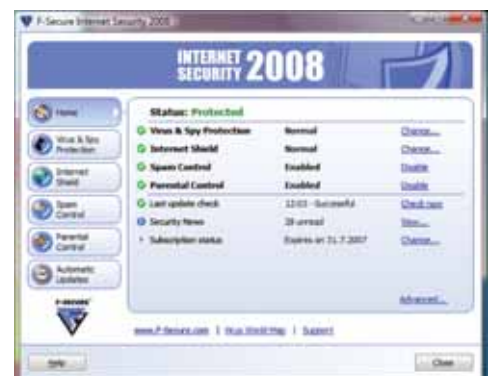 F-Secure Internet Security 2008
INTERNET
SECURITY 2008
Home
Virus & Spy
Protection
Internet
Shield
Spam
Control
Parental
Control
Automatic
Updates
F-SECURE
Status: Protected
Virus & Spy Protection Normal Change...
Internet Shield Normal Change...
Spam Control Enabled Disable
Parental Control Enabled Disable
Last update check 12:03 - Successful Check now
Security News 28 unread View...
Subscription status Expires on 31.7.2007 Change...
Advanced...
www.F-Secure.com | Virus World Map | Support
Help
Close